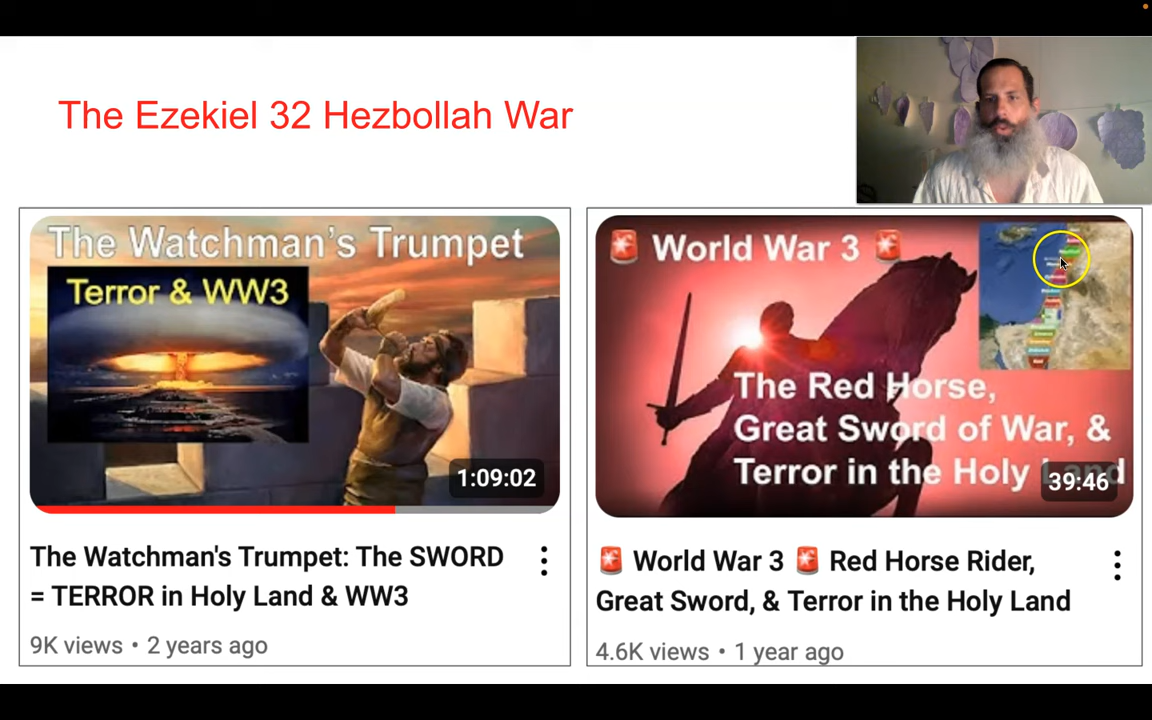 The Ezekiel 32 Hezbollah War
The Watchman's Trumpet
Terror & WW3
1:09:02
The Watchman's Trumpet: The SWORD
= TERROR in Holy Land & WW3
9K views • 2 years ago
🚨 World War 3 🚨
The Red Horse,
Great Sword of War, &
Terror in the Holy Land
39:46
🚨 World War 3 🚨 Red Horse Rider,
Great Sword, & Terror in the Holy Land
4.6K views • 1 year ago